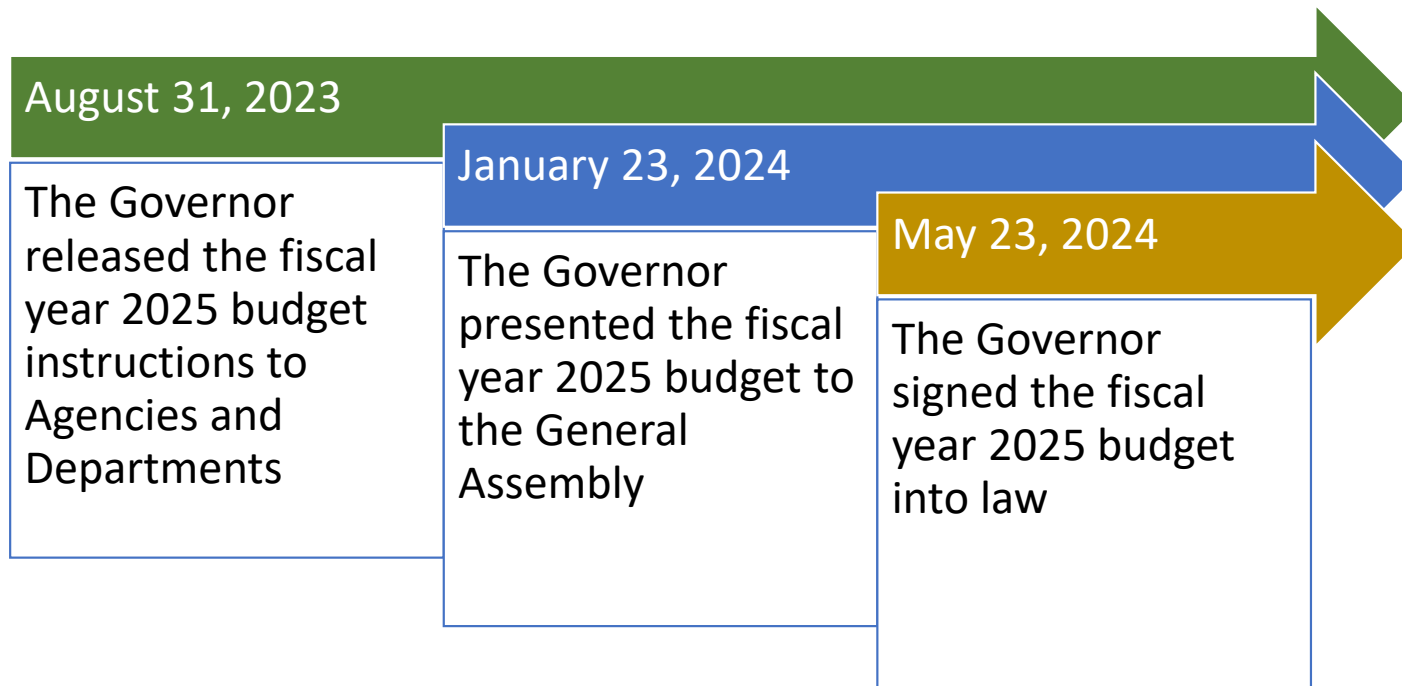 August 31, 2023
The Governor
released the fiscal
year 2025 budget
instructions to
Agencies and
Departments
January 23, 2024
The Governor
presented the fiscal
year 2025 budget to
the General
Assembly
May 23, 2024
The Governor
signed the fiscal
year 2025 budget
into law